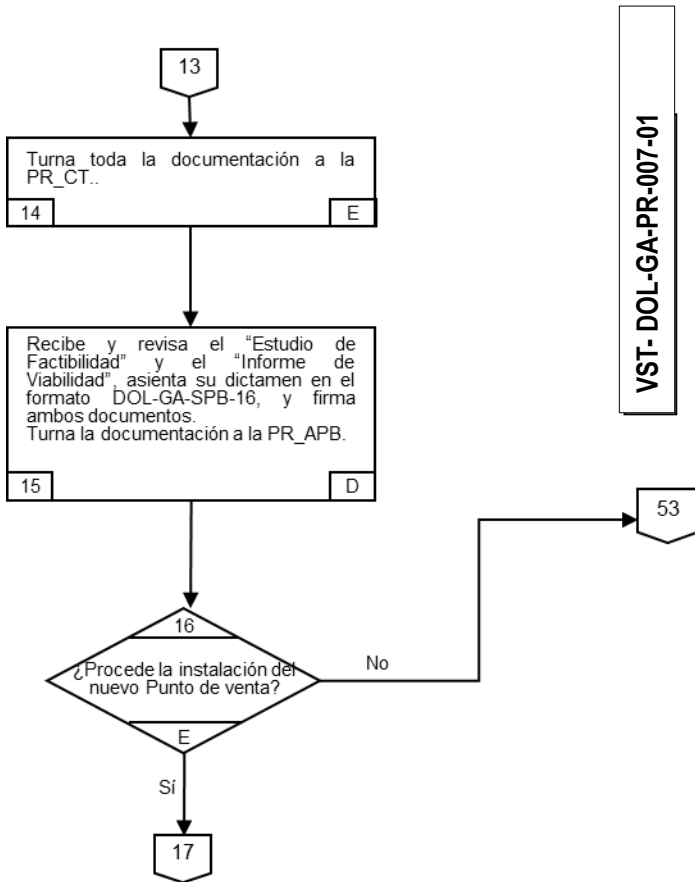 13
Turna toda la documentación a la
PR_CT..
14
E
Recibe y revisa el “Estudio de
Factibilidad” y el “Informe de
Viabilidad”, asienta su dictamen en el
formato DOL-GA-SPB-16, y firma
ambos documentos.
Turna la documentación a la PR_APB.
15
D
16
¿Procede la instalación del
nuevo Punto de venta?
E
No
53
Sí
17
VST- DOL-GA-PR-007-01